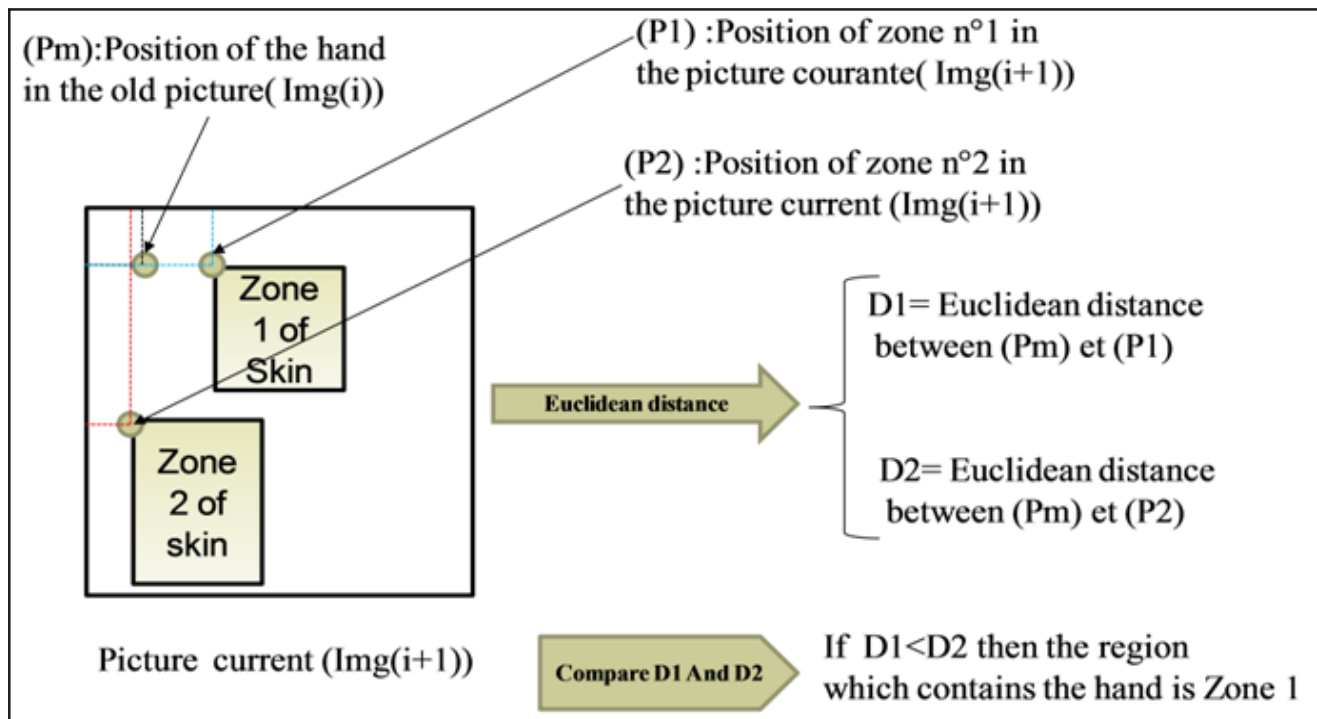 (Pm):Position of the hand
in the old picture( Img(i))
(P1) :Position of zone n°1 in
the picture courante( Img(i+1))
(P2) :Position of zone n°2 in
the picture current (Img(i+1))
Zone
1 of
Skin
Zone
2 of
skin
Euclidean distance
D1= Euclidean distance
between (Pm) et (P1)
D2= Euclidean distance
between (Pm) et (P2)
Picture current (Img(i+1))
Compare D1 And D2
If D1<D2 then the region
which contains the hand is Zone 1